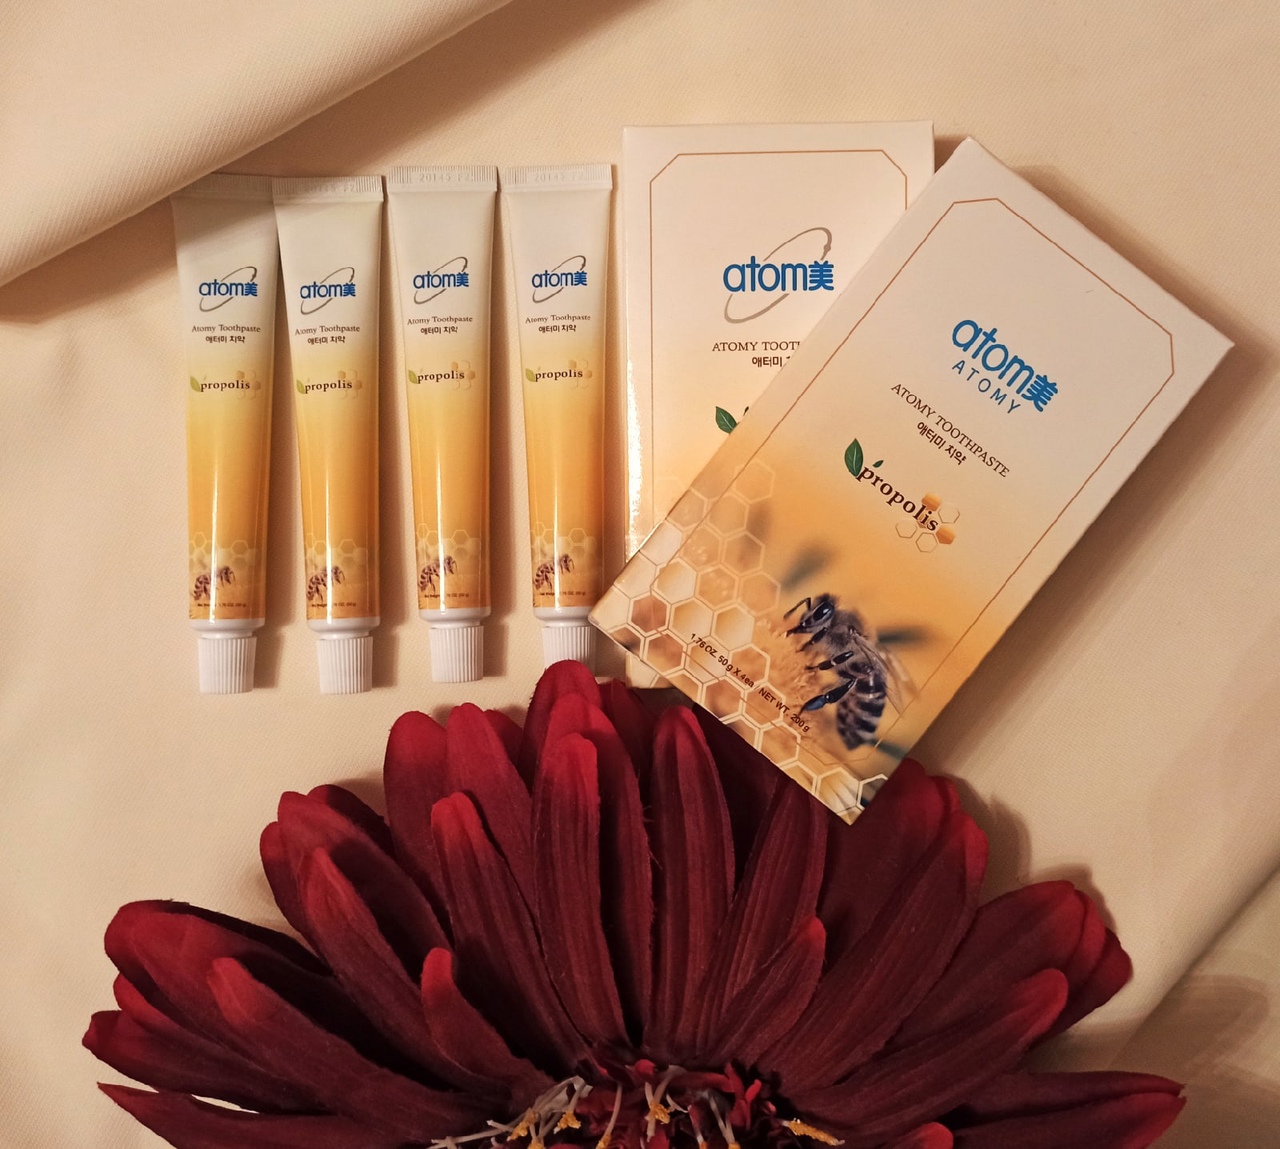 atom美
Atomy Toothpaste
애터미 치약
propolis
atom美
Atomy Toothpaste
애터미 치약
propolis
atom美
Atomy Toothpaste
애터미 치약
propolis
atom美
Atomy Toothpaste
애터미 치약
propolis
atom美
ATOMY
애터미
atom美
ATOMY
ATOMY TOOTHPASTE
애터미 치약
propolis
1.76 OZ. 50 g X 4ea / NET WT. 200 g